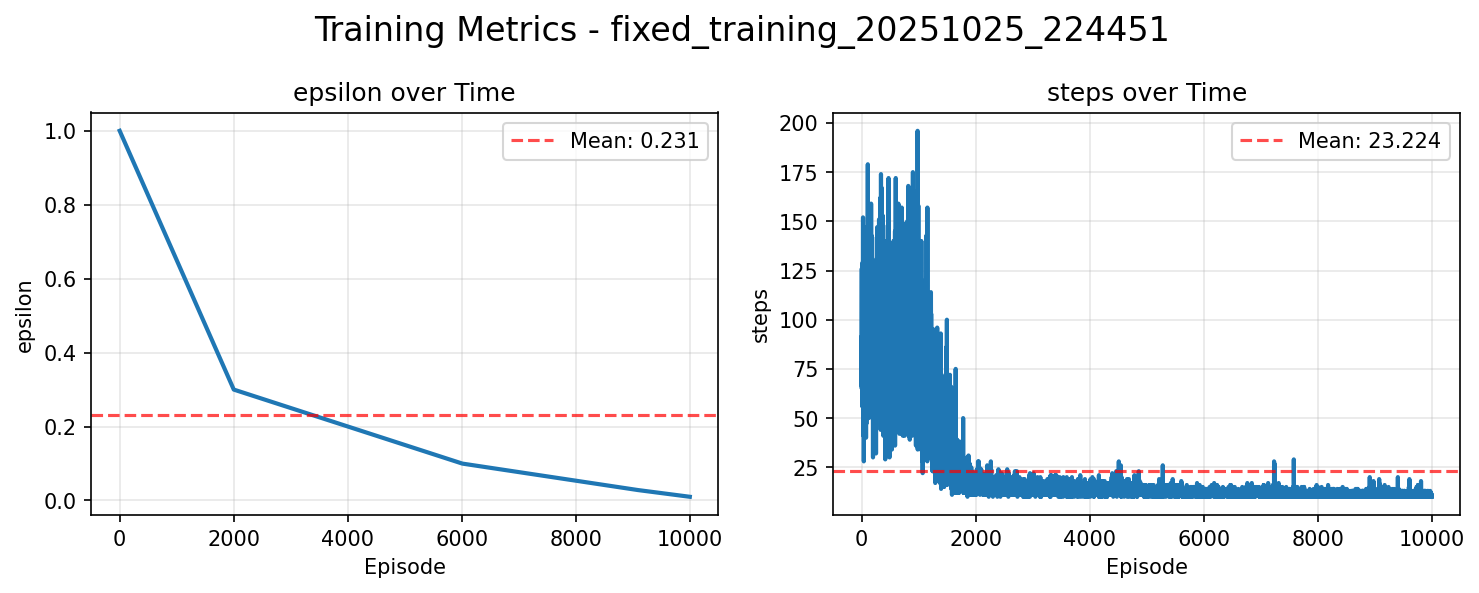 Training Metrics - fixed_training_20251025_224451
epsilon over Time
1.0
0.8
0.6
0.4
0.2
0.0
epsilon
Mean: 0.231
0 2000 4000 6000 8000 10000
Episode
steps over Time
200
175
150
125
100
75
50
25
steps
Mean: 23.224
0 2000 4000 6000 8000 10000
Episode